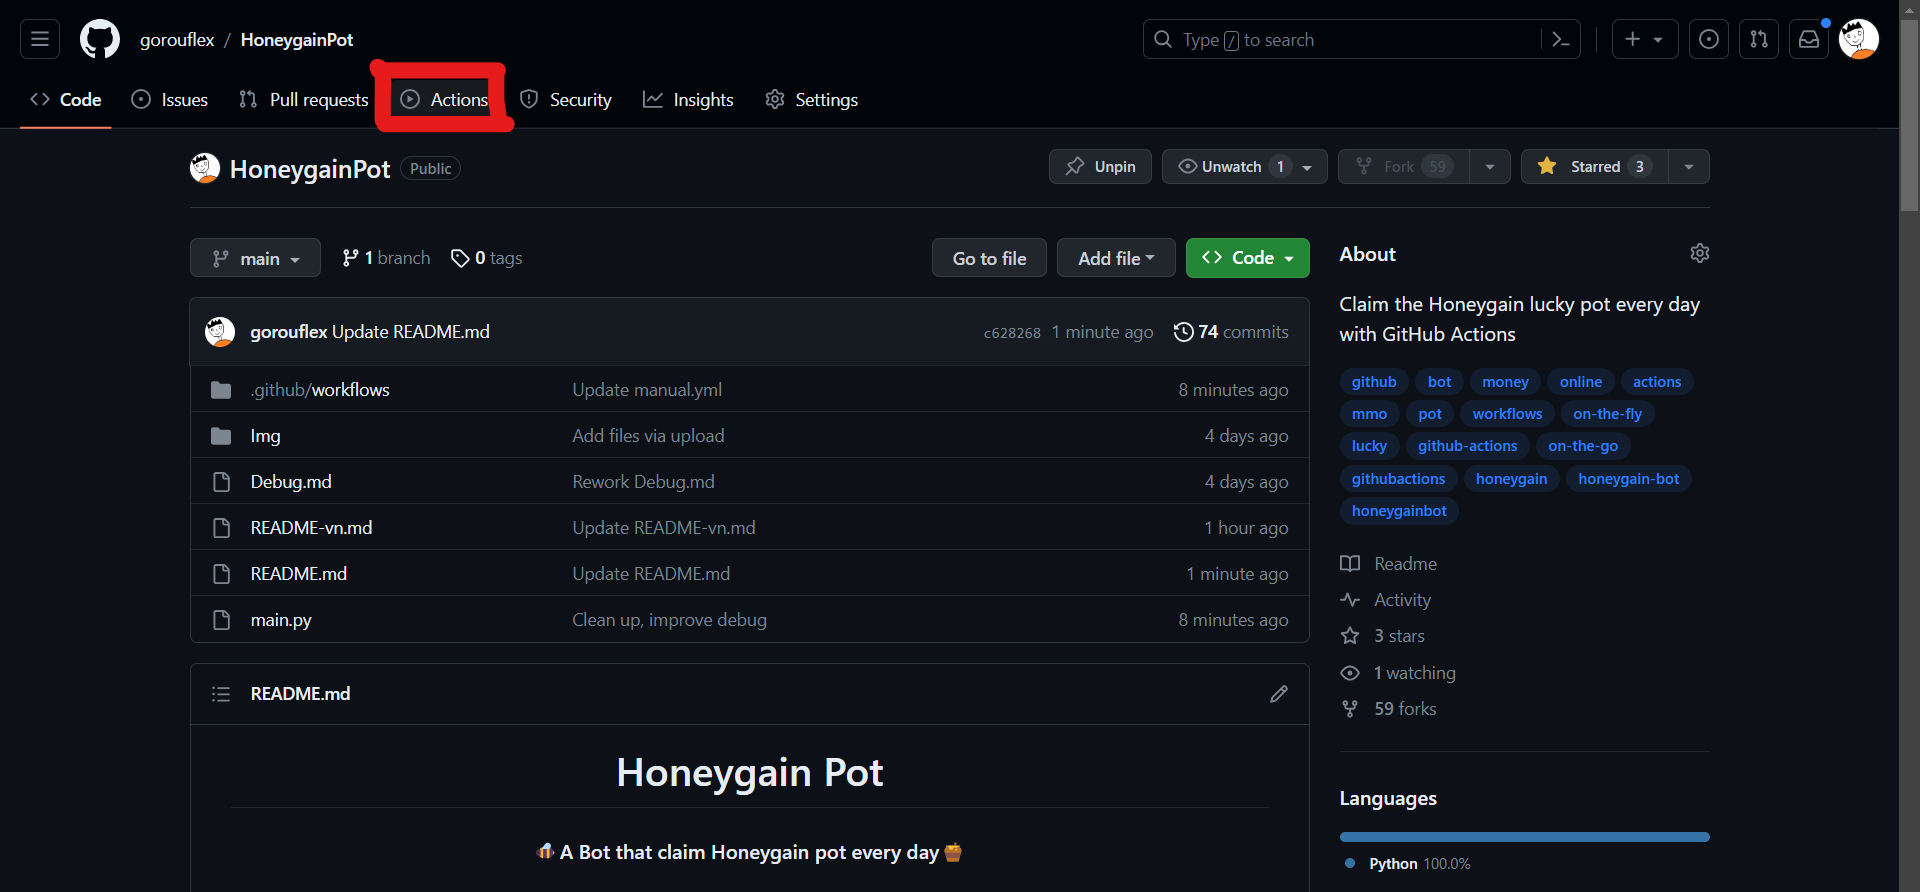 gorouflex / HoneygainPot
Type / to search
Code Issues Pull requests Actions Security Insights Settings
HoneygainPot Public
Unpin Unwatch 1 Fork 59 Starred 3
main 1 branch 0 tags Go to file Add file Code
gorouflex Update README.md c628268 1 minute ago 74 commits
.github/workflows Update manual.yml 8 minutes ago
Img Add files via upload 4 days ago
Debug.md Rework Debug.md 4 days ago
README-vn.md Update README-vn.md 1 hour ago
README.md Update README.md 1 minute ago
main.py Clean up, improve debug 8 minutes ago
README.md
Honeygain Pot
A Bot that claim Honeygain pot every day
About
Claim the Honeygain lucky pot every day
with GitHub Actions
github bot money online actions
mmo pot workflows on-the-fly
lucky github-actions on-the-go
githubactions honeygain honeygain-bot
honeygainbot
Readme
Activity
3 stars
1 watching
59 forks
Languages
Python 100.0%